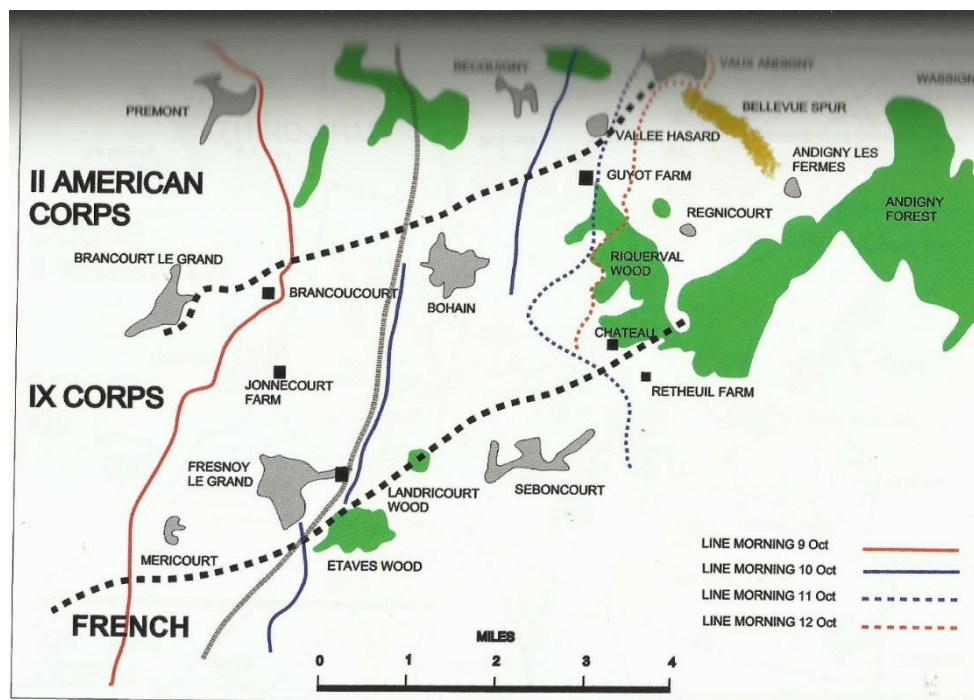 BECQUIGNY
VAUX ANDIGNY
WASSIGN
PREMONT
BELLEVUE SPUR
VALLEE HASARD
ANDIGNY LES
FERMES
II AMERICAN
CORPS
GUYOT FARM
REGNICOURT
ANDIGNY
FOREST
BRANCOURT LE GRAND
RIQUERVAL
WOOD
BRANCOUCOURT
BOHAIN
CHATEAU
IX CORPS
JONNECOURT
FARM
RETHEUIL FARM
FRESNOY
LE GRAND
LANDRICOURT
WOOD
SEBONCOURT
MERICOURT
ETAVES WOOD
FRENCH
LINE MORNING 9 Oct
LINE MORNING 10 Oct
LINE MORNING 11 Oct
LINE MORNING 12 Oct
MILES
0 1 2 3 4